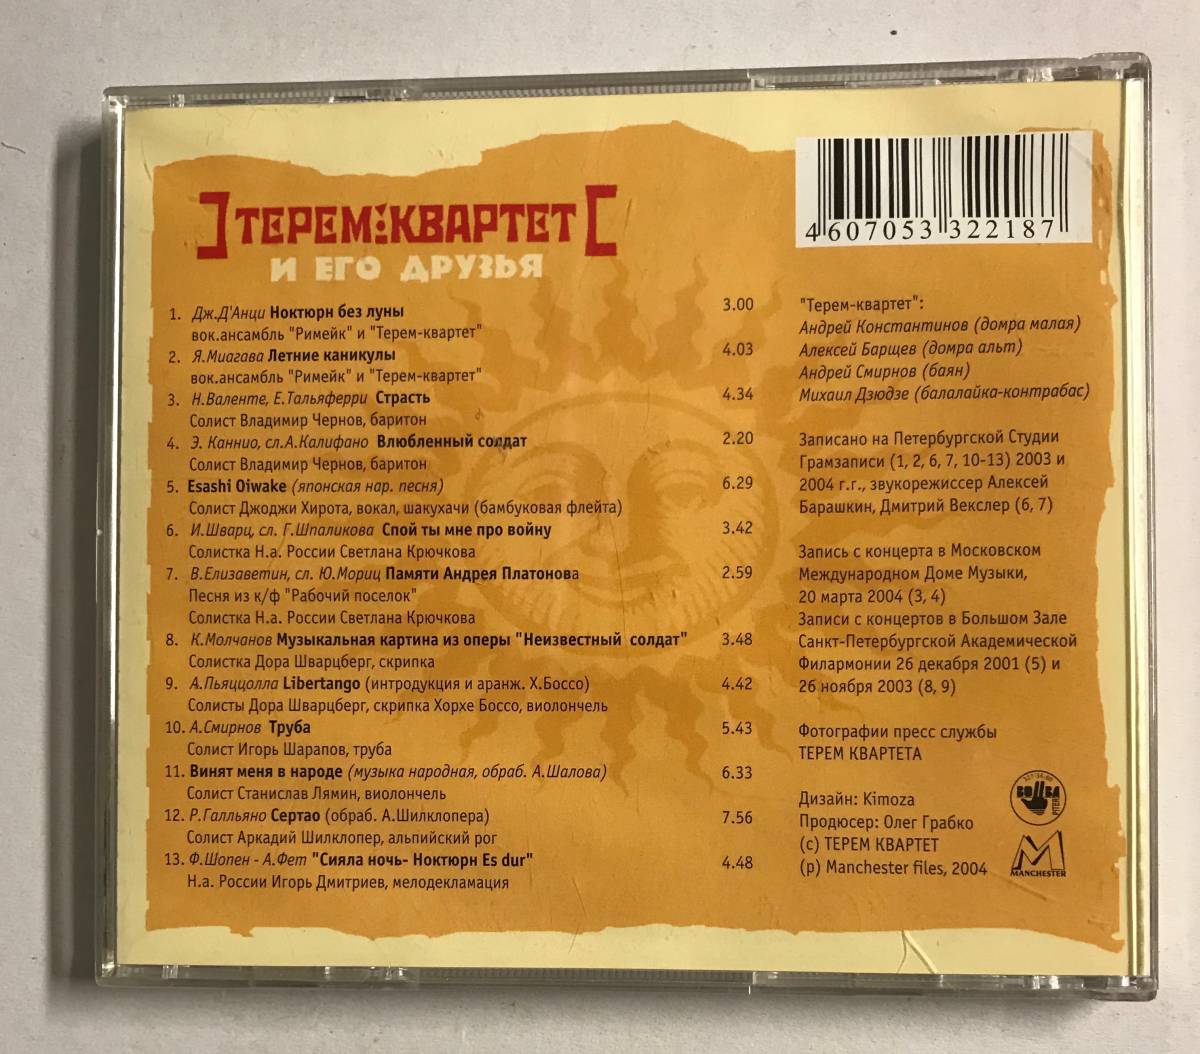 ТЕРЕМ-КВАРТЕТ
И ЕГО ДРУЗЬЯ
1. Дж.Д'Анци Ноктюрн без луны 3.00
вок.ансамбль "Римейк" и "Терем-квартет"
2. Я.Миагава Летние каникулы 4.03
вок.ансамбль "Римейк" и "Терем-квартет"
3. Н.Валенте, Е.Тальяферри Страсть 4.34
Солист Владимир Чернов, баритон
4. Э. Каннио, сл.А.Калифано Влюбленный солдат 2.20
Солист Владимир Чернов, баритон
5. Esashi Oiwake (японская нар. песня) 6.29
Солист Джоджи Хирота, вокал, шакухачи (бамбуковая флейта)
6. И.Шварц, сл. Г.Шпаликова Спой ты мне про войну 3.42
Солистка Н.а. России Светлана Крючкова
7. В.Елизаветин, сл. Ю.Мориц Памяти Андрея Платонова 2.59
Песня из к/ф "Рабочий поселок"
Солистка Н.а. России Светлана Крючкова
8. К.Молчанов Музыкальная картина из оперы "Неизвестный солдат" 3.48
Солистка Дора Шварцберг, скрипка
9. А.Пьяццолла Libertango (интродукция и аранж. Х.Боссо) 4.42
Солисты Дора Шварцберг, скрипка Хорхе Боссо, виолончель
10. А.Смирнов Труба 5.43
Солист Игорь Шарапов, труба
11. Винят меня в народе (музыка народная, обраб. А.Шалова) 6.33
Солист Станислав Лямин, виолончель
12. Р.Галльяно Сертао (обраб. А.Шилклопера) 7.56
Солист Аркадий Шилклопер, альпийский рог
13. Ф.Шопен - А.Фет "Сияла ночь- Ноктюрн Es dur" 4.48
Н.а. России Игорь Дмитриев, мелодекламация
4 607053 322187
"Терем-квартет":
Андрей Константинов (домра малая)
Алексей Барщев (домра альт)
Андрей Смирнов (баян)
Михаил Дзюдзе (балалайка-контрабас)
Записано на Петербургской Студии
Грамзаписи (1, 2, 6, 7, 10-13) 2003 и
2004 г.г., звукорежиссер Алексей
Барашкин, Дмитрий Векслер (6, 7)
Запись с концерта в Московском
Международном Доме Музыки,
20 марта 2004 (3, 4)
Записи с концертов в Большом Зале
Санкт-Петербургской Академической
Филармонии 26 декабря 2001 (5) и
26 ноября 2003 (8, 9)
Фотографии пресс службы
ТЕРЕМ КВАРТЕТА
Дизайн: Kimoza
Продюсер: Олег Грабко
(c) ТЕРЕМ КВАРТЕТ
(p) Manchester files, 2004
MANCHESTER